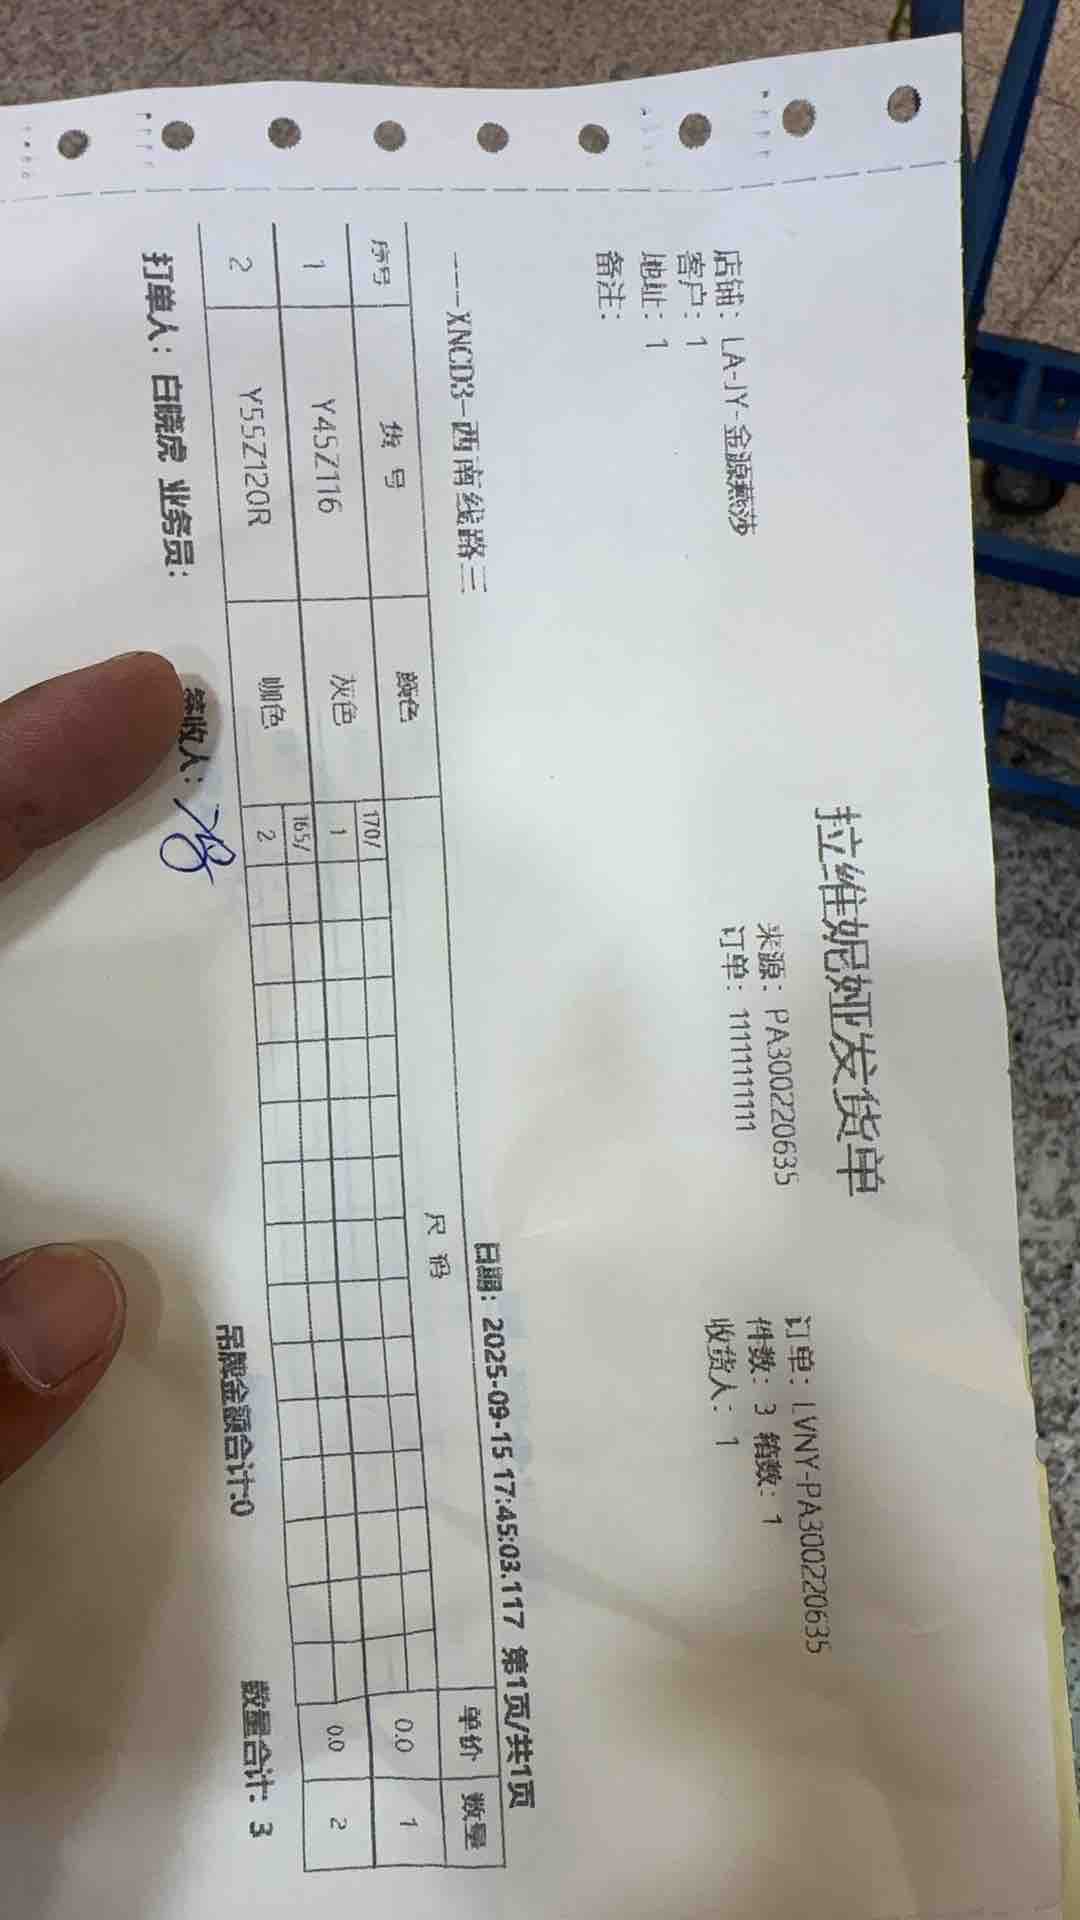 拉维妮娅发货单
店铺: LA-JY-金源燕莎 来源: PA300220635 订单: LVNY-PA300220635
客户: 1 订单: 1111111111 件数: 3 箱数: 1
地址: 1 收货人: 1
备注:
---XNCD3-西南线路三 日期: 2025-09-15 17:45:03.117 第1页/共1页
序号 货号 颜色 尺码 单价 数量
1 Y45Z116 灰色 170/ 1 0.0 1
2 Y55Z120R 咖色 165/ 2 0.0 2
吊牌金额合计:0 数量合计: 3
打单人: 白晓虎 业务员: 签收人: